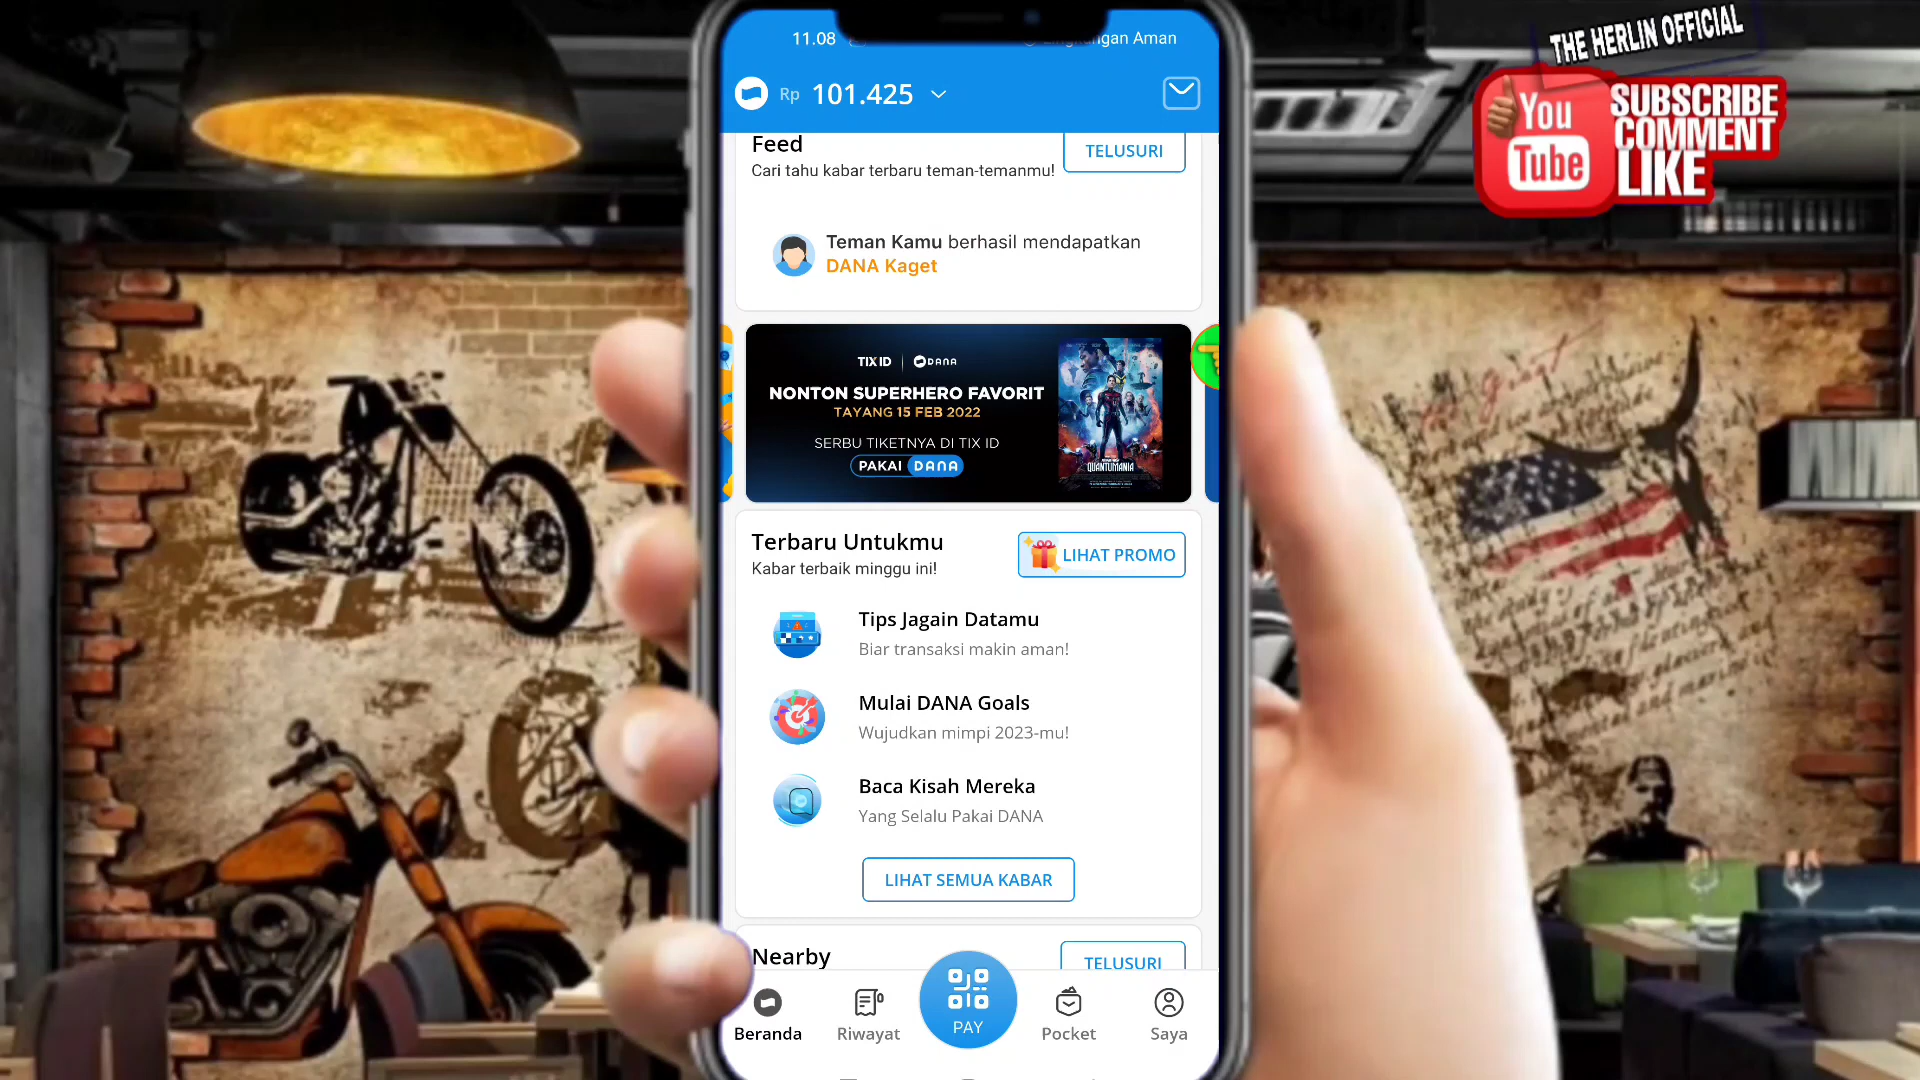 THE HERLIN OFFICIAL
You
Tube
SUBSCRIBE
COMMENT
LIKE
11.08
gan Aman
Rp 101.425
Feed
TELUSURI
Cari tahu kabar terbaru teman-temanmu!
Teman Kamu berhasil mendapatkan
DANA Kaget
TIX ID | DANA
NONTON SUPERHERO FAVORIT
TAYANG 15 FEB 2022
SERBU TIKETNYA DI TIX ID
PAKAI DANA
QUANTUMANIA
Terbaru Untukmu
LIHAT PROMO
Kabar terbaik minggu ini!
Tips Jagain Datamu
Biar transaksi makin aman!
Mulai DANA Goals
Wujudkan mimpi 2023-mu!
Baca Kisah Mereka
Yang Selalu Pakai DANA
LIHAT SEMUA KABAR
Nearby
TELUSURI
Beranda
Riwayat
PAY
Pocket
Saya